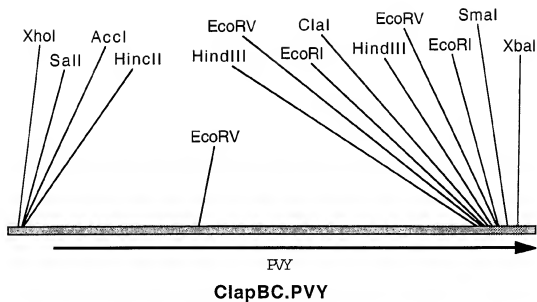 XhoI
SalI
AccI
HincII
EcoRV
HindIII
EcoRV
ClaI
EcoRI
EcoRV
HindIII
SmaI
EcoRI
XbaI
PVY
ClapBC.PVY